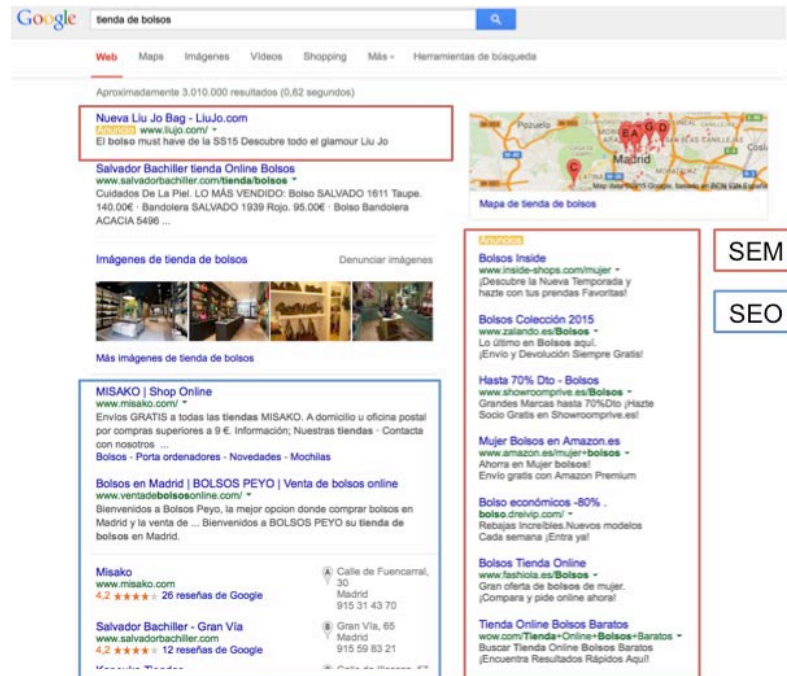 Google
tienda de bolsos
Web Maps Imágenes Vídeos Shopping Más Herramientas de búsqueda
Aproximadamente 3.010.000 resultados (0,62 segundos)
Nueva Liu Jo Bag - LiuJo.com
Anuncio www.liujo.com/
El bolso must have de la SS15 Descubre todo el glamour Liu Jo
Salvador Bachiller tienda Online Bolsos
www.salvadorbachiller.com/tienda/bolsos
Cuidados De La Piel. LO MÁS VENDIDO: Bolso SALVADO 1611 Taupe.
140.00€ · Bandolera SALVADO 1939 Rojo. 95.00€ · Bolso Bandolera
ACACIA 5496 ...
Imágenes de tienda de bolsos Denunciar imágenes
Más imágenes de tienda de bolsos
MISAKO | Shop Online
www.misako.com/
Envíos GRATIS a todas las tiendas MISAKO. A domicilio u oficina postal
por compras superiores a 9 €. Información; Nuestras tiendas · Contacta
con nosotros ...
Bolsos - Porta ordenadores - Novedades - Mochilas
Bolsos en Madrid | BOLSOS PEYO | Venta de bolsos online
www.ventadebolsosonline.com/
Bienvenidos a Bolsos Peyo, la mejor opcion donde comprar bolsos en
Madrid y la venta de ... Bienvenidos a BOLSOS PEYO su tienda de
bolsos en Madrid.
Misako
www.misako.com
4,2 ★★★★★ 26 reseñas de Google
A Calle de Fuencarral,
30
Madrid
915 31 43 70
Salvador Bachiller - Gran Vía
www.salvadorbachiller.com
4,2 ★★★★★ 12 reseñas de Google
B Gran Vía, 65
Madrid
915 59 83 21
Pozuelo
Madrid
E A G D
C
Mapa de tienda de bolsos
Anuncios
Bolsos Inside
www.inside-shops.com/mujer
¡Descubre la Nueva Temporada y
hazte con tus prendas Favoritas!
Bolsos Colección 2015
www.zalando.es/Bolsos
Lo último en Bolsos aquí.
¡Envío y Devolución Siempre Gratis!
Hasta 70% Dto - Bolsos
www.showroomprive.es/Bolsos
Grandes Marcas hasta 70%Dto ¡Hazte
Socio Gratis en Showroomprive.es!
Mujer Bolsos en Amazon.es
www.amazon.es/mujer+bolsos
Ahorra en Mujer bolsos!
Envío gratis con Amazon Premium
Bolso económicos -80% .
bolso.dreivip.com/
Rebajas Increíbles.Nuevos modelos
Cada semana ¡Entra ya!
Bolsos Tienda Online
www.fashiola.es/Bolsos
Gran oferta de bolsos de mujer.
¡Compara y pide online ahora!
Tienda Online Bolsos Baratos
wow.com/Tienda+Online+Bolsos+Baratos
Buscar Tienda Online Bolsos Baratos
¡Encuentra Resultados Rápidos Aquí!
SEM
SEO